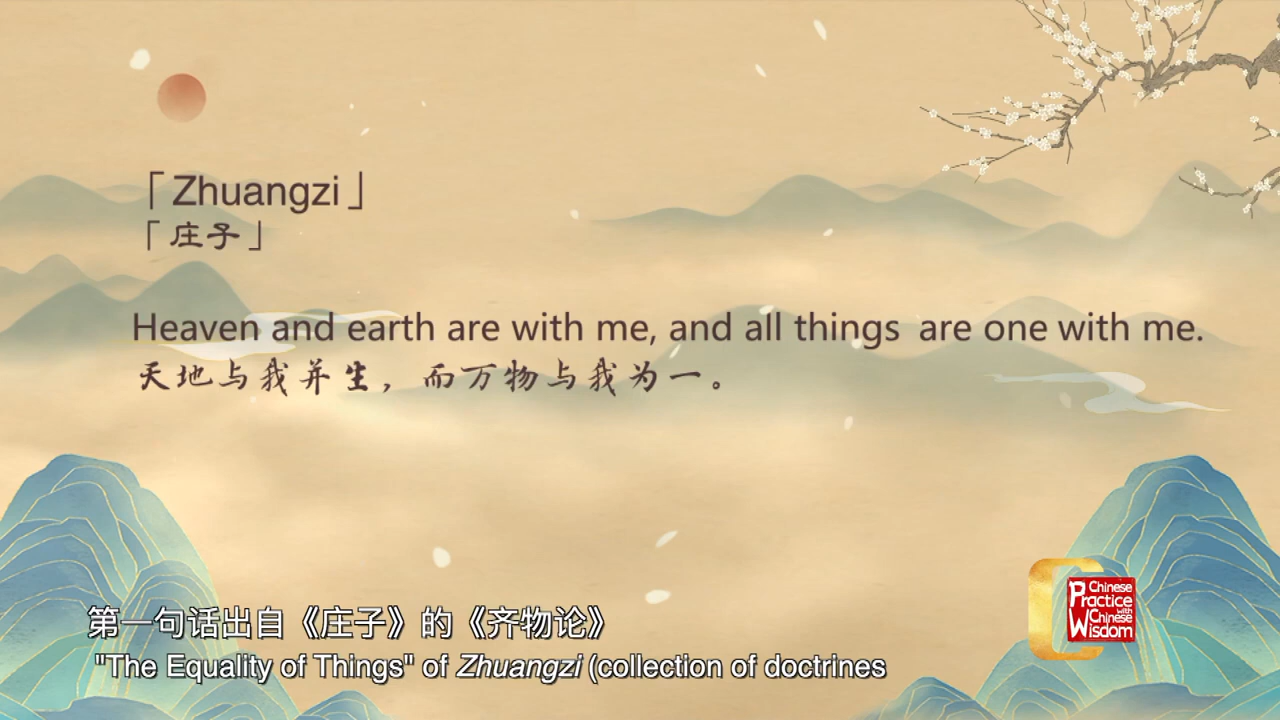 「Zhuangzi」
「庄子」
Heaven and earth are with me, and all things are one with me.
天地与我并生，而万物与我为一。
第一句话出自《庄子》的《齐物论》
"The Equality of Things" of Zhuangzi (collection of doctrines
Chinese
Practice
with
Chinese
Wisdom